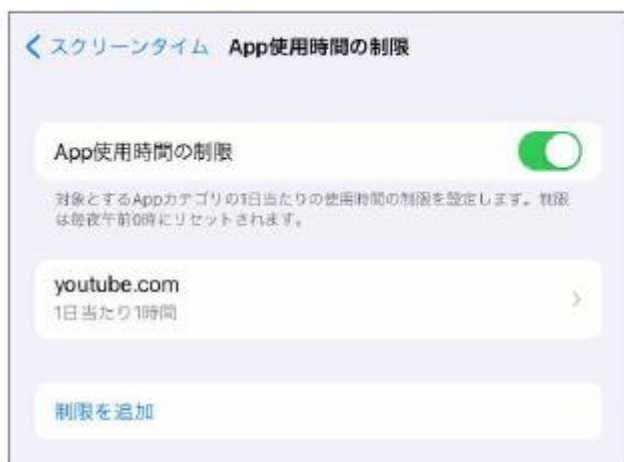 スクリーンタイム App使用時間の制限
App使用時間の制限
対象とするAppカテゴリの1日当たりの使用時間の制限を設定します。制限
は毎夜午前0時にリセットされます。
youtube.com
1日当たり1時間
制限を追加